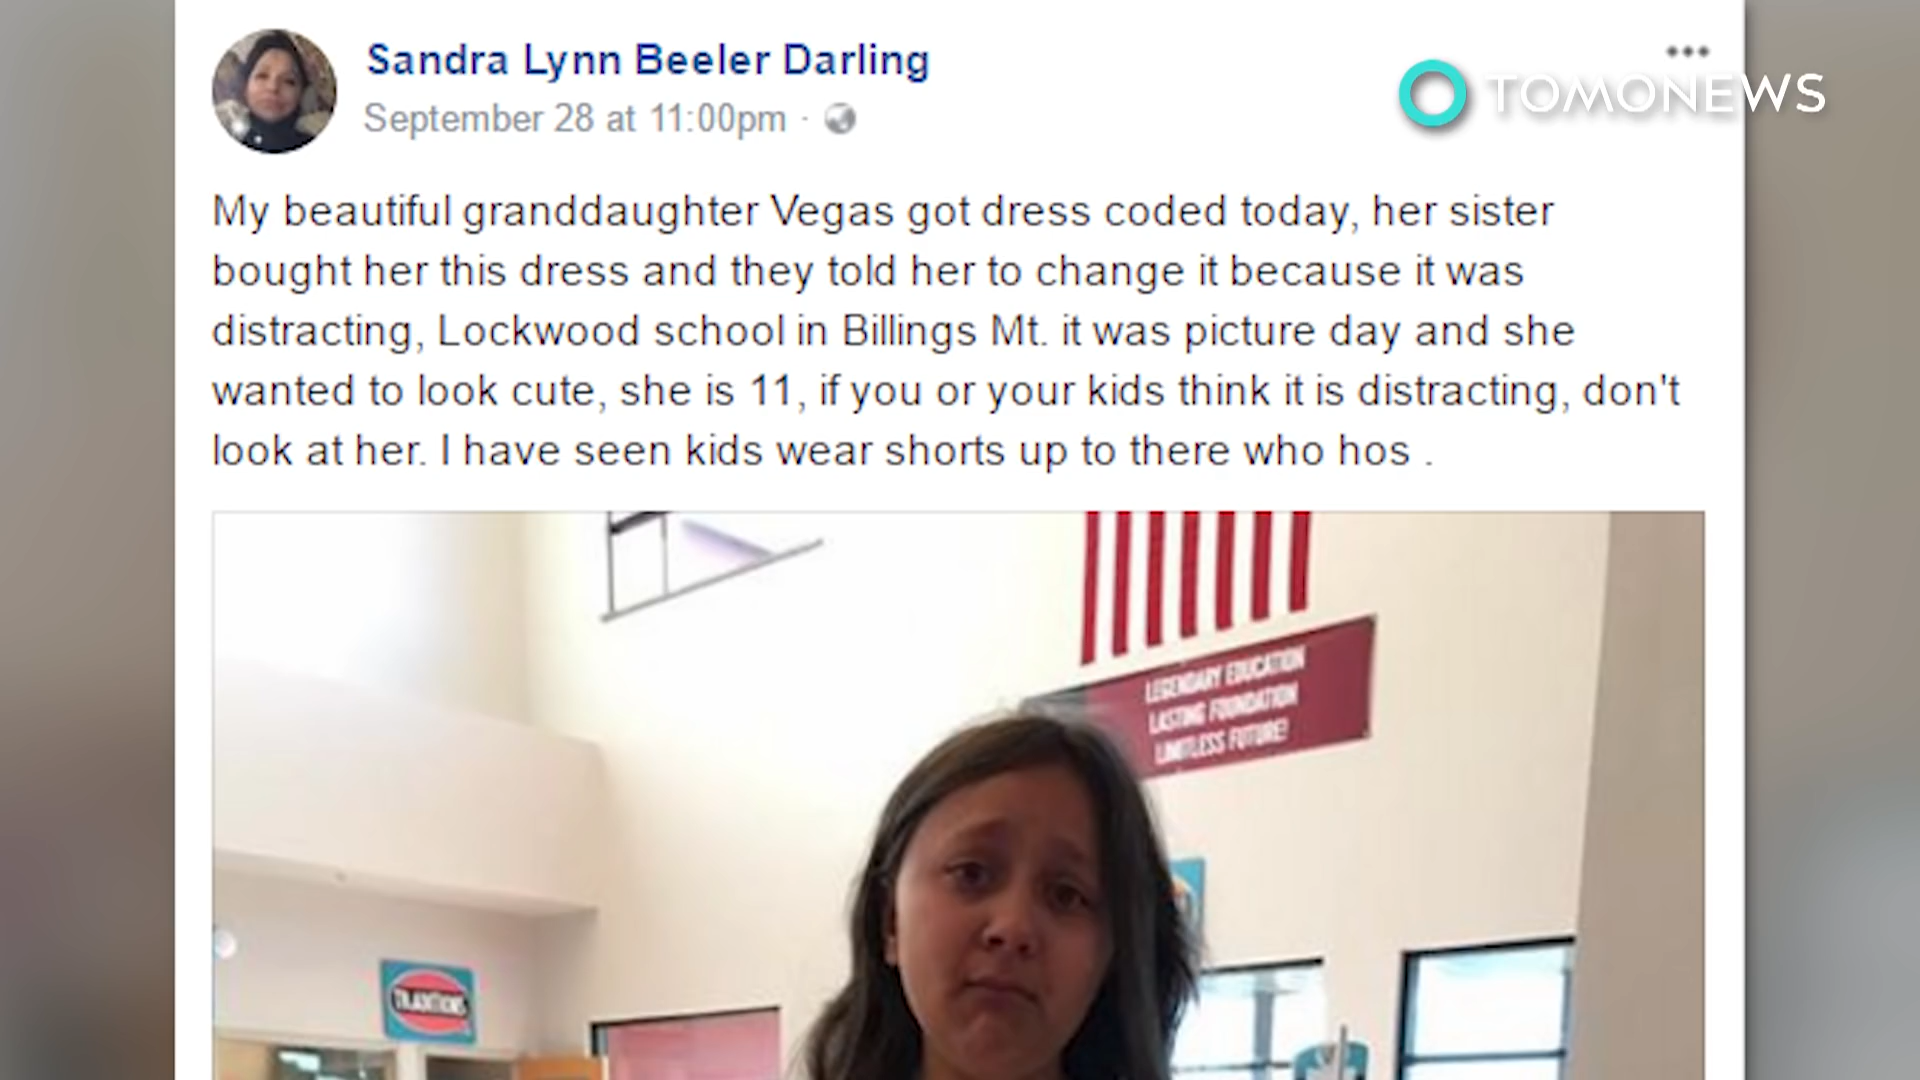 Sandra Lynn Beeler Darling
September 28 at 11:00pm ·
TOMONEWS
My beautiful granddaughter Vegas got dress coded today, her sister
bought her this dress and they told her to change it because it was
distracting, Lockwood school in Billings Mt. it was picture day and she
wanted to look cute, she is 11, if you or your kids think it is distracting, don't
look at her. I have seen kids wear shorts up to there who hos .
LEGENDARY EDUCATION
LASTING FOUNDATION
LIMITLESS FUTURE!